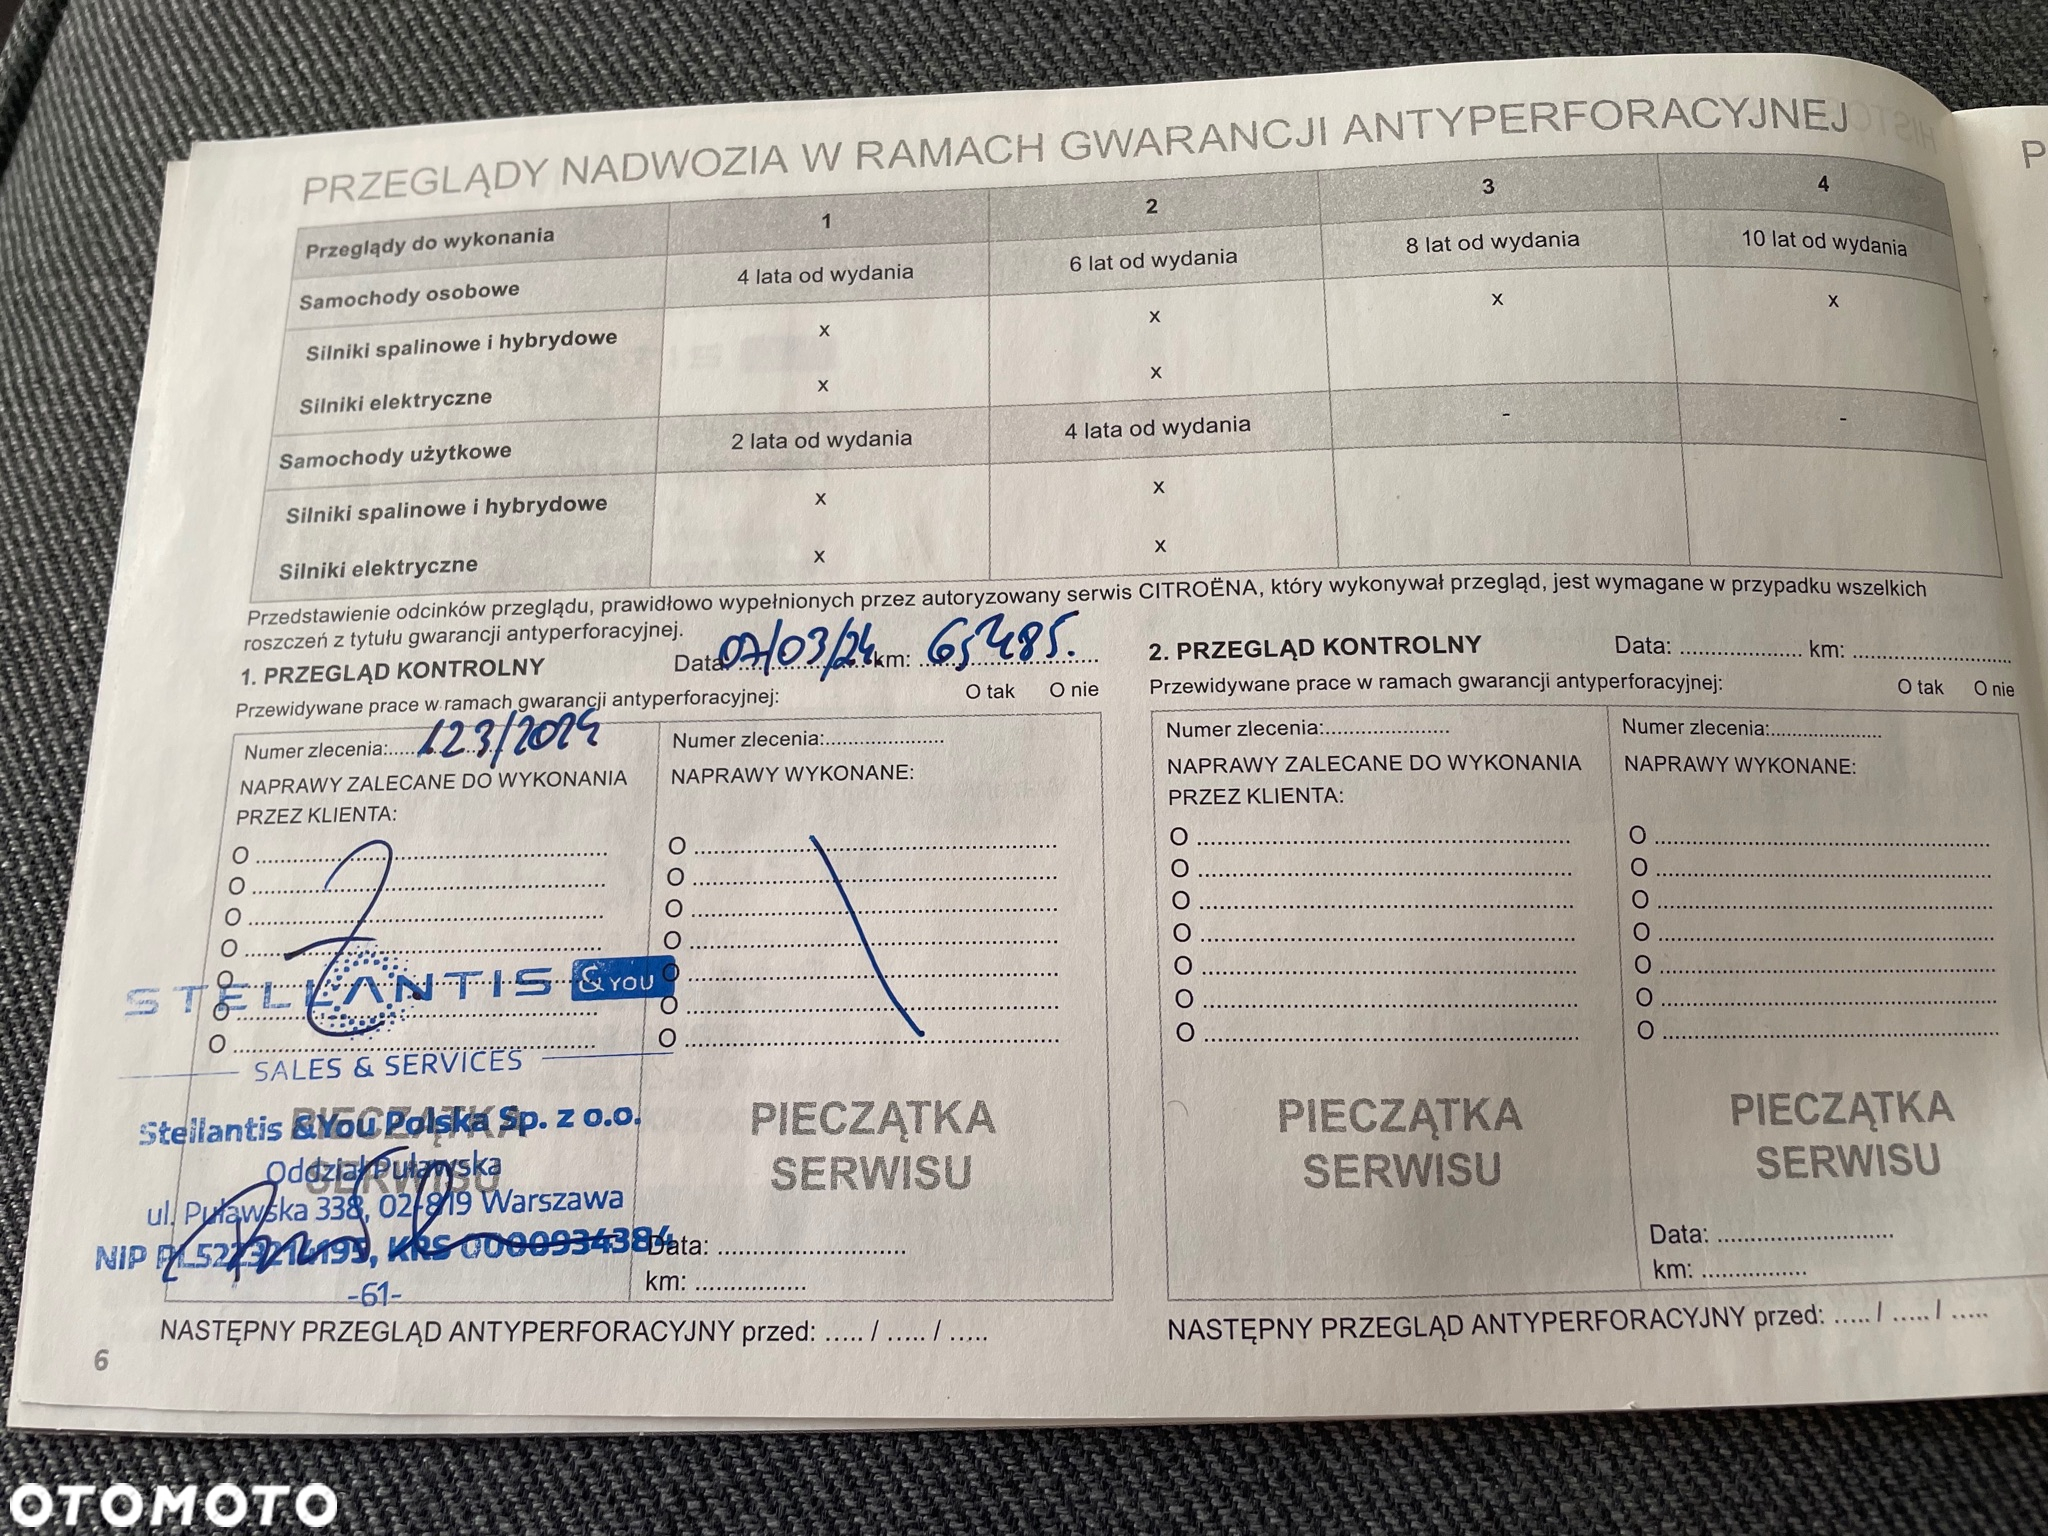 PRZEGLĄDY NADWOZIA W RAMACH GWARANCJI ANTYPERFORACYJNEJ
Przeglądy do wykonania 1 2 3 4
Samochody osobowe 4 lata od wydania 6 lat od wydania 8 lat od wydania 10 lat od wydania
Silniki spalinowe i hybrydowe x x x x
Silniki elektryczne x x
Samochody użytkowe 2 lata od wydania 4 lata od wydania - -
Silniki spalinowe i hybrydowe x x
Silniki elektryczne x x
Przedstawienie odcinków przeglądu, prawidłowo wypełnionych przez autoryzowany serwis CITROËNA, który wykonywał przegląd, jest wymagane w przypadku wszelkich
roszczeń z tytułu gwarancji antyperforacyjnej.
1. PRZEGLĄD KONTROLNY Data: 07/03/24 km: 65485.
Przewidywane prace w ramach gwarancji antyperforacyjnej: O tak O nie
Numer zlecenia:.....123/2024
NAPRAWY ZALECANE DO WYKONANIA
PRZEZ KLIENTA:
O ....................
O ....................
O ....................
O ....................
O ....................
O ....................
O ....................
STELLANTIS &YOU
SALES & SERVICES
PIECZĄTKA
SERWISU
Stellantis &You Polska Sp. z o.o.
Oddział Puławska
ul. Puławska 338, 02-819 Warszawa
NIP PL5223214195, KRS 0000934384
-61-
Numer zlecenia:....................
NAPRAWY WYKONANE:
O ....................
O ....................
O ....................
O ....................
O ....................
O ....................
O ....................
PIECZĄTKA
SERWISU
Data: ....................
km: ................
NASTĘPNY PRZEGLĄD ANTYPERFORACYJNY przed: ..... / ..... / .....
2. PRZEGLĄD KONTROLNY Data: .................... km: ....................
Przewidywane prace w ramach gwarancji antyperforacyjnej: O tak O nie
Numer zlecenia:....................
NAPRAWY ZALECANE DO WYKONANIA
PRZEZ KLIENTA:
O ....................
O ....................
O ....................
O ....................
O ....................
O ....................
O ....................
PIECZĄTKA
SERWISU
Numer zlecenia:....................
NAPRAWY WYKONANE:
O ....................
O ....................
O ....................
O ....................
O ....................
O ....................
O ....................
PIECZĄTKA
SERWISU
Data: ....................
km: ................
NASTĘPNY PRZEGLĄD ANTYPERFORACYJNY przed: ..... / ..... / .....
6
P
OTOMOTO